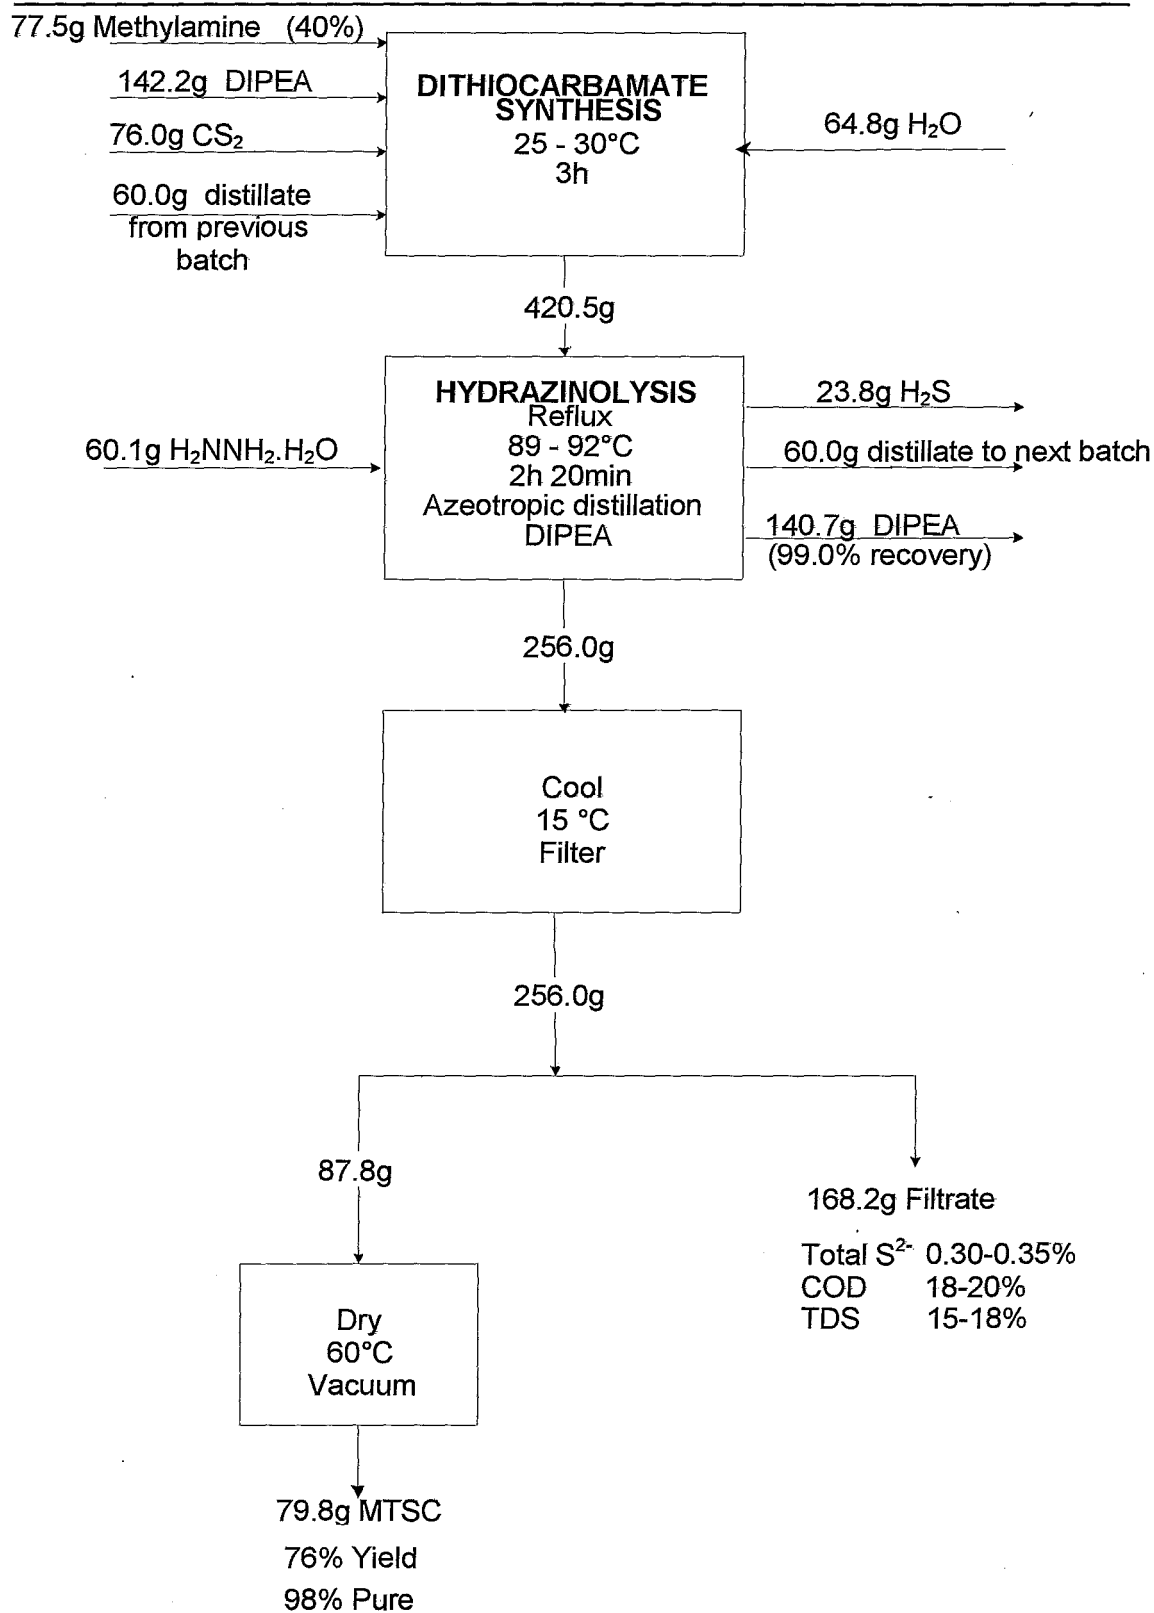 77.5g Methylamine (40%)
142.2g DIPEA
76.0g CS₂
60.0g distillate
from previous
batch
DITHIOCARBAMATE
SYNTHESIS
25 - 30°C
3h
64.8g H₂O
420.5g
60.1g H₂NNH₂.H₂O
HYDRAZINOLYSIS
Reflux
89 - 92°C
2h 20min
Azeotropic distillation
DIPEA
23.8g H₂S
60.0g distillate to next batch
140.7g DIPEA
(99.0% recovery)
256.0g
Cool
15 °C
Filter
256.0g
87.8g
168.2g Filtrate
Total S²⁻ 0.30-0.35%
COD 18-20%
TDS 15-18%
Dry
60°C
Vacuum
79.8g MTSC
76% Yield
98% Pure